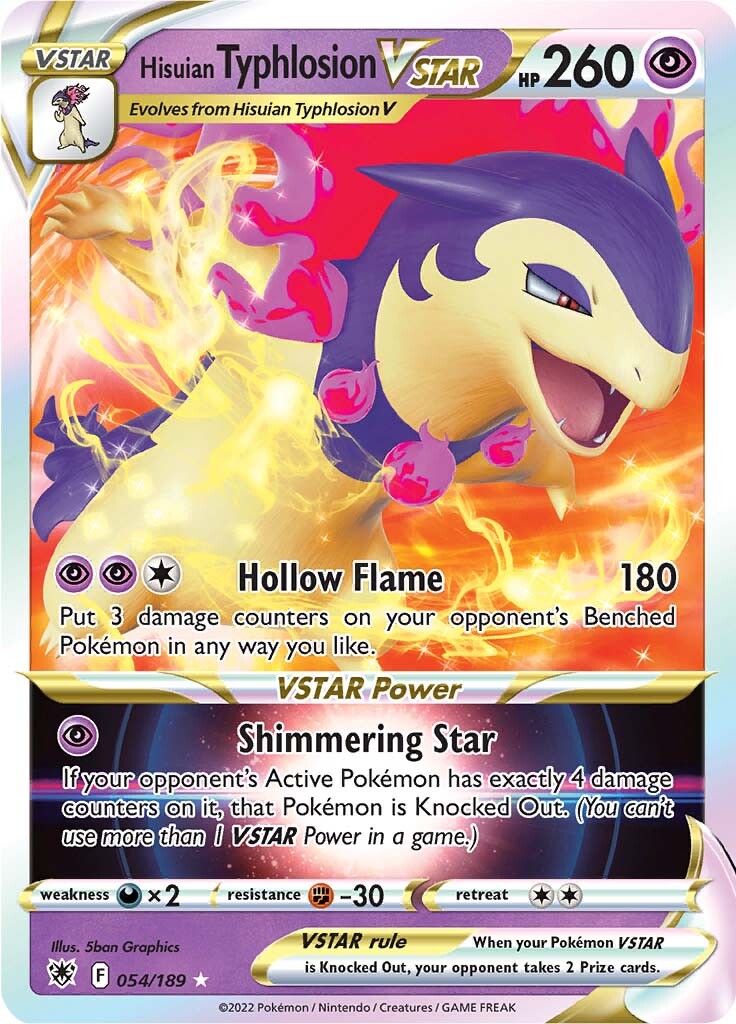 VSTAR
Hisuian Typhlosion VSTAR HP 260
Evolves from Hisuian Typhlosion V
Hollow Flame 180
Put 3 damage counters on your opponent's Benched
Pokémon in any way you like.
VSTAR Power
Shimmering Star
If your opponent's Active Pokémon has exactly 4 damage
counters on it, that Pokémon is Knocked Out. (You can't
use more than 1 VSTAR Power in a game.)
weakness ×2 resistance -30 retreat
Illus. 5ban Graphics
VSTAR rule When your Pokémon VSTAR
is Knocked Out, your opponent takes 2 Prize cards.
F 054/189
©2022 Pokémon / Nintendo / Creatures / GAME FREAK